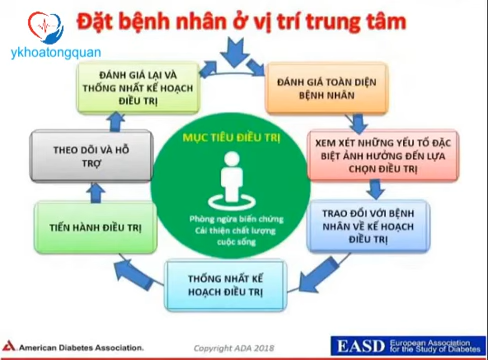 Đặt bệnh nhân ở vị trí trung tâm
ykhoatongquan
ĐÁNH GIÁ LẠI VÀ
THỐNG NHẤT KẾ HOẠCH
ĐIỀU TRỊ
ĐÁNH GIÁ TOÀN DIỆN
BỆNH NHÂN
XEM XÉT NHỮNG YẾU TỐ ĐẶC
BIỆT ẢNH HƯỞNG ĐẾN LỰA
CHỌN ĐIỀU TRỊ
TRAO ĐỔI VỚI BỆNH
NHÂN VỀ KẾ HOẠCH
ĐIỀU TRỊ
THỐNG NHẤT KẾ
HOẠCH ĐIỀU TRỊ
TIẾN HÀNH ĐIỀU TRỊ
THEO DÕI VÀ HỖ
TRỢ
MỤC TIÊU ĐIỀU TRỊ
Phòng ngừa biến chứng
Cải thiện chất lượng
cuộc sống
American Diabetes Association.
Copyright ADA 2018
EASD
European Association
for the Study of Diabetes